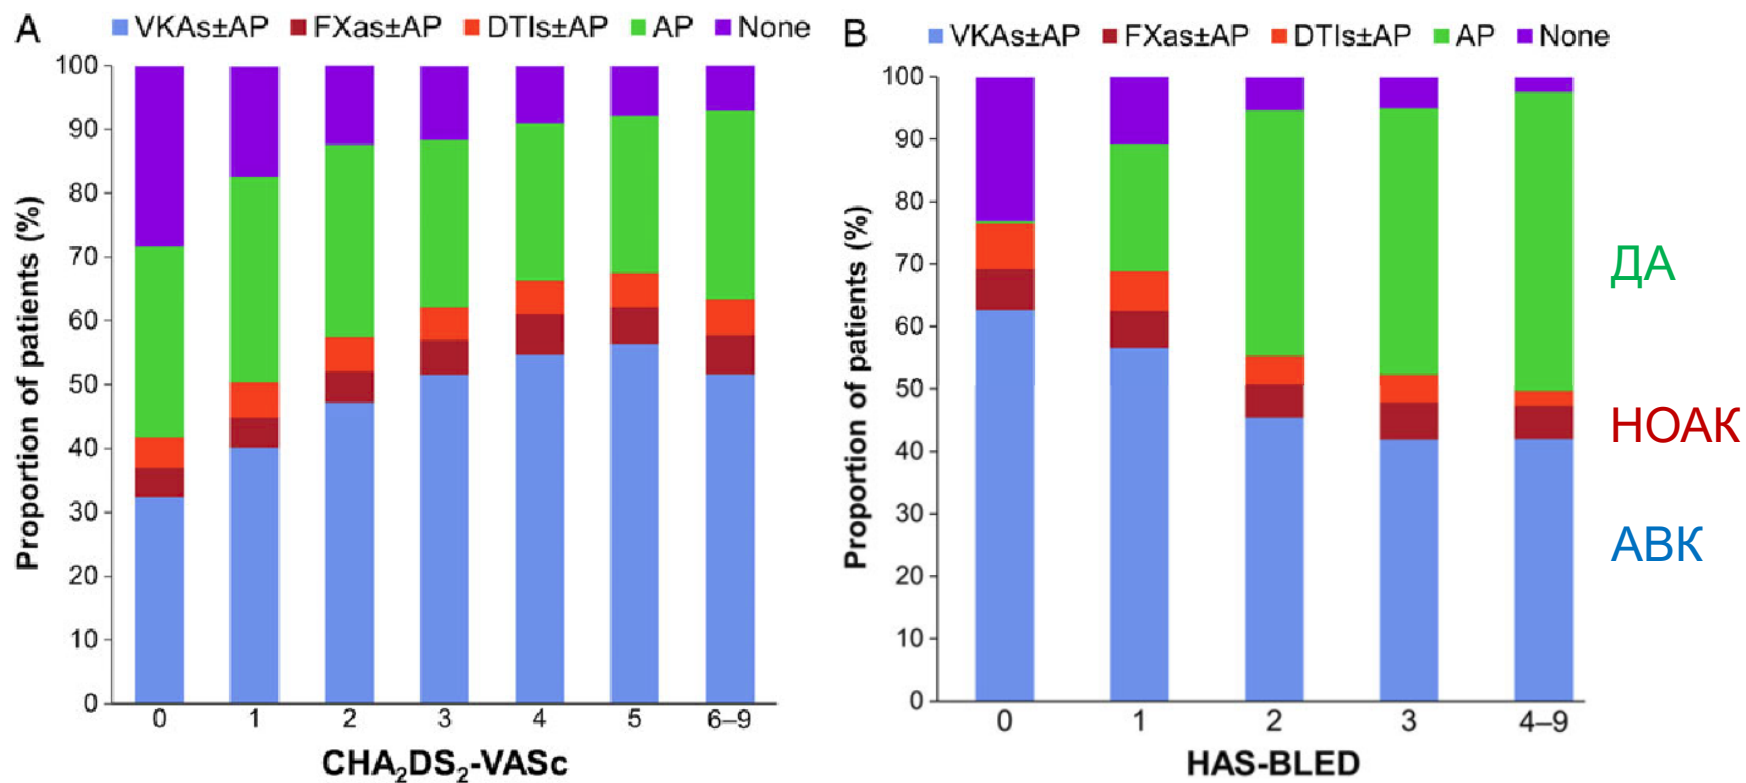 A
VKAs±AP FXas±AP DTIs±AP AP None
Proportion of patients (%)
100
90
80
70
60
50
40
30
20
10
0
0 1 2 3 4 5 6–9
CHA₂DS₂-VASc
B
VKAs±AP FXas±AP DTIs±AP AP None
Proportion of patients (%)
100
90
80
70
60
50
40
30
20
10
0
0 1 2 3 4–9
HAS-BLED
ДА
НОАК
АВК